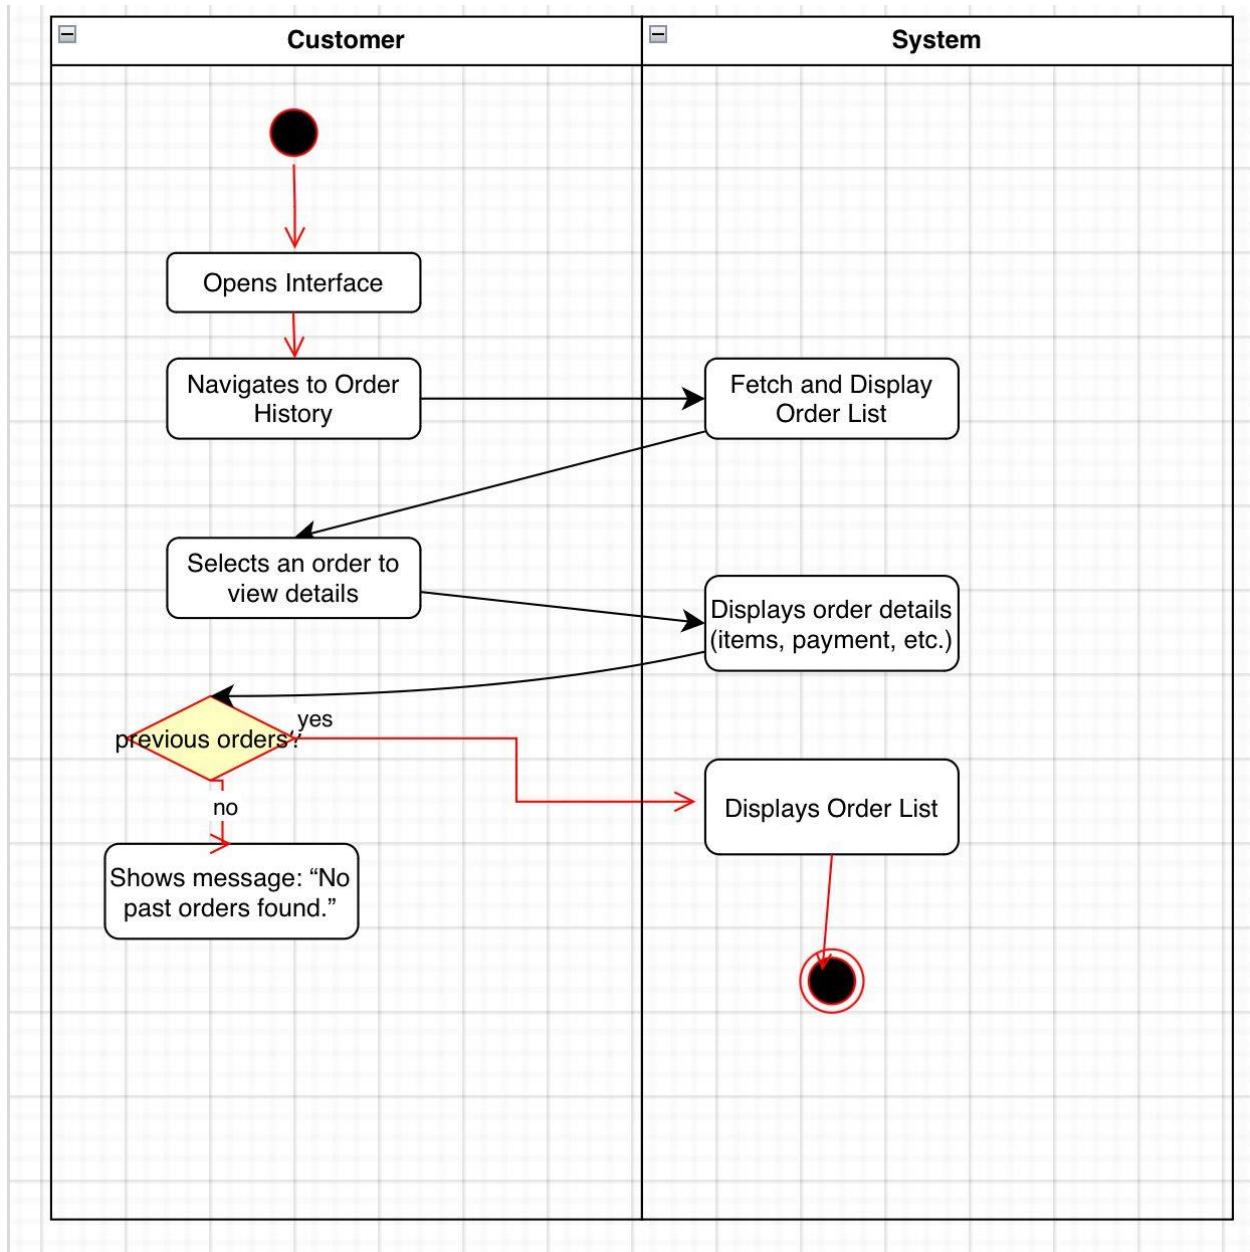 Customer
System
Opens Interface
Navigates to Order
History
Fetch and Display
Order List
Selects an order to
view details
Displays order details
(items, payment, etc.)
yes
previous orders?
no
Displays Order List
Shows message: “No
past orders found.”